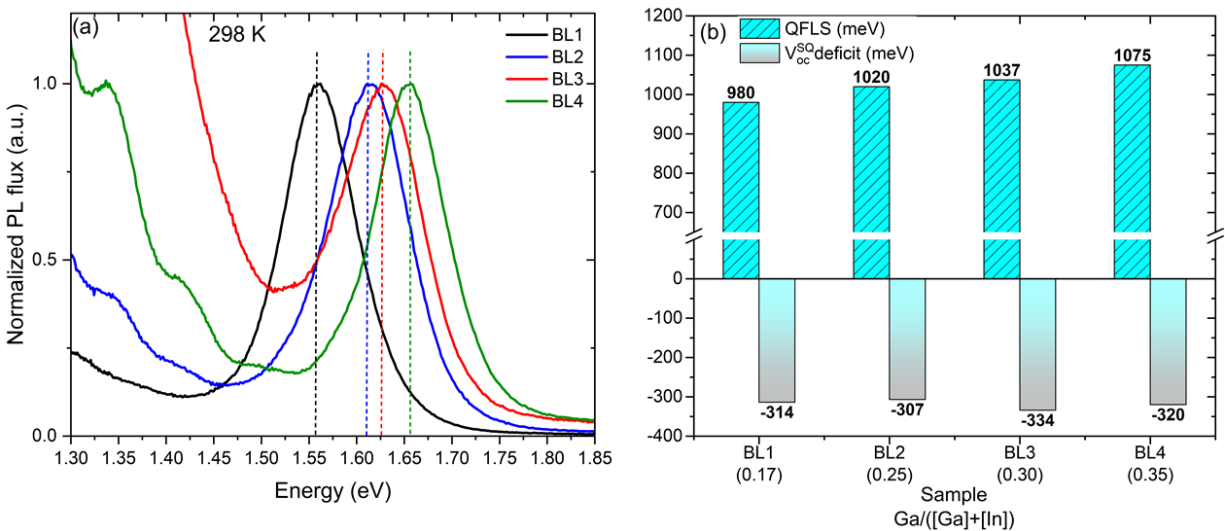 (a)
298 K
BL1
BL2
BL3
BL4
Normalized PL flux (a.u.)
1.0
0.5
0.0
1.30 1.35 1.40 1.45 1.50 1.55 1.60 1.65 1.70 1.75 1.80 1.85
Energy (eV)
(b)
QFLS (meV)
V_oc^SQ deficit (meV)
1200
1100
1000
900
800
700
0
-100
-200
-300
-400
980
1020
1037
1075
-314
-307
-334
-320
BL1 BL2 BL3 BL4
(0.17) (0.25) (0.30) (0.35)
Sample
Ga/([Ga]+[In])